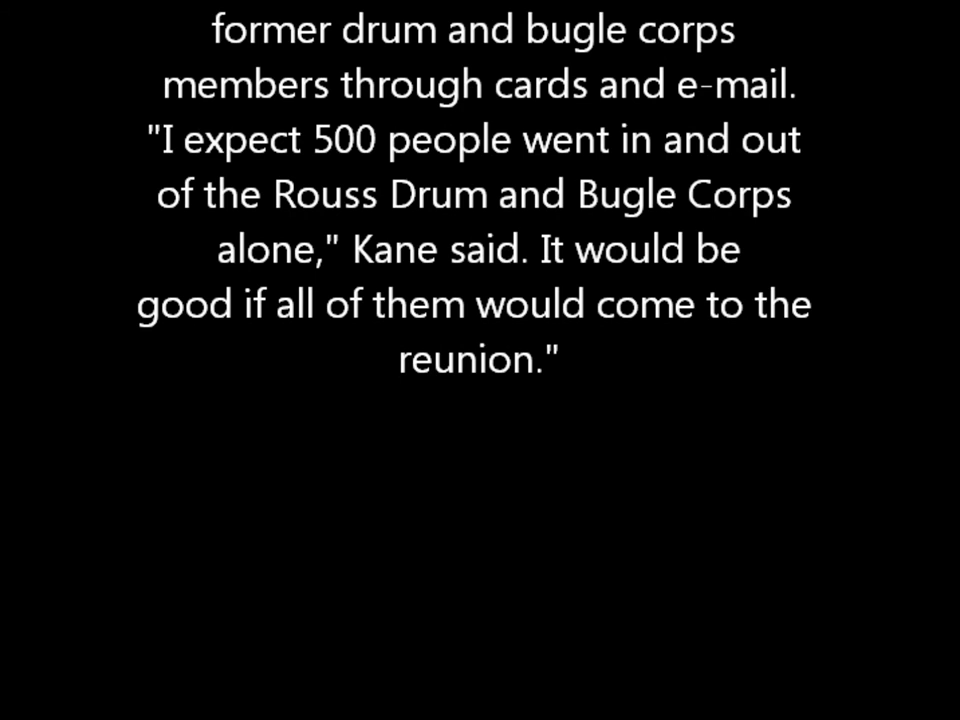 former drum and bugle corps
members through cards and e-mail.
"I expect 500 people went in and out
of the Rouss Drum and Bugle Corps
alone," Kane said. It would be
good if all of them would come to the
reunion."